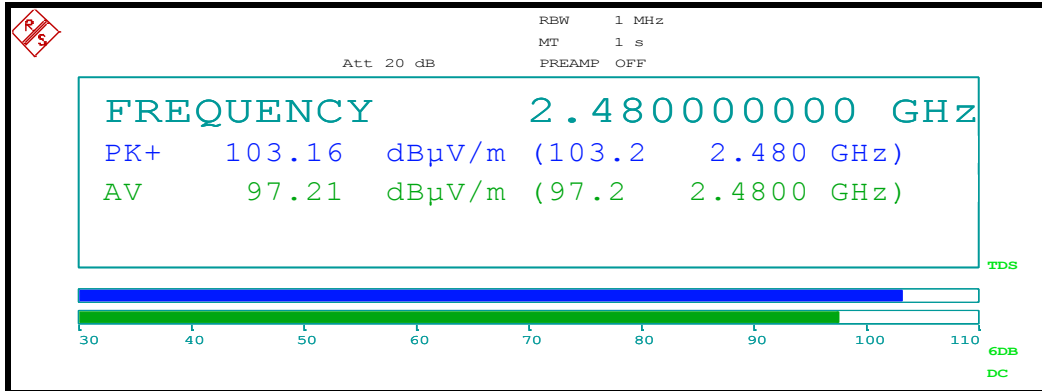 R S
RBW 1 MHz
MT 1 s
Att 20 dB PREAMP OFF
FREQUENCY 2.480000000 GHz
PK+ 103.16 dBµV/m (103.2 2.480 GHz)
AV 97.21 dBµV/m (97.2 2.4800 GHz)
TDS
30 40 50 60 70 80 90 100 110
6DB
DC